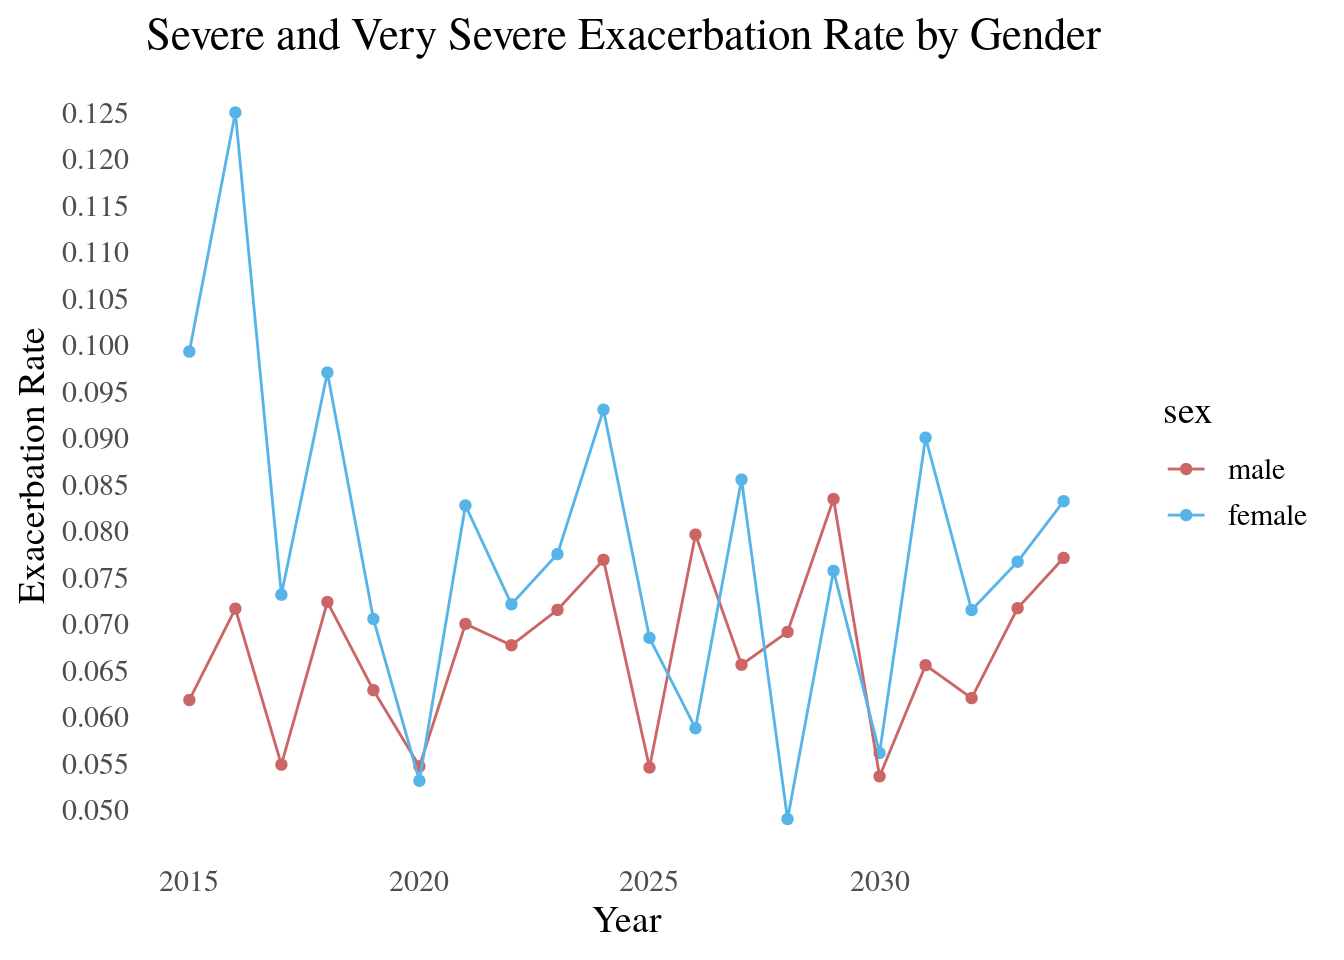 Severe and Very Severe Exacerbation Rate by Gender
0.125
0.120
0.115
0.110
0.105
0.100
0.095
0.090
0.085
0.080
0.075
0.070
0.065
0.060
0.055
0.050
Exacerbation Rate
2015 2020 2025 2030
Year
sex
male
female